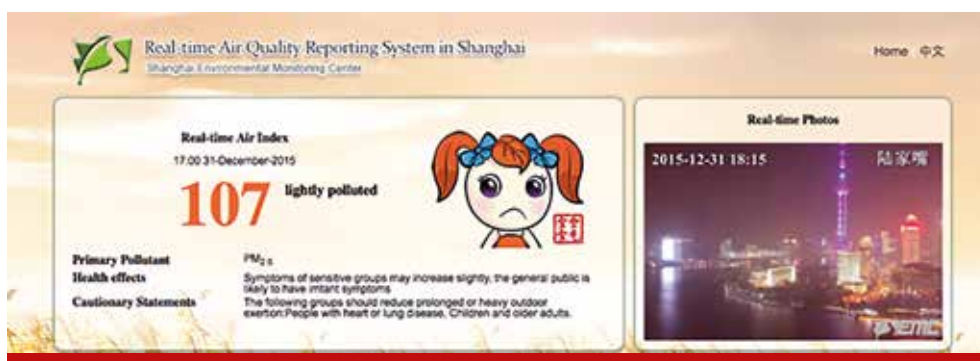 Real-time Air Quality Reporting System in Shanghai
Shanghai Environmental Monitoring Center
Home 中文
Real-time Air Index
17:00 31-December-2015
107 lightly polluted
Primary Pollutant PM2.5
Health effects Symptoms of sensitive groups may increase slightly, the general public is
likely to have irritant symptoms
Cautionary Statements The following groups should reduce prolonged or heavy outdoor
exertion:People with heart or lung disease, Children and older adults.
Real-time Photos
2015-12-31 18:15 陆家嘴
SEMC